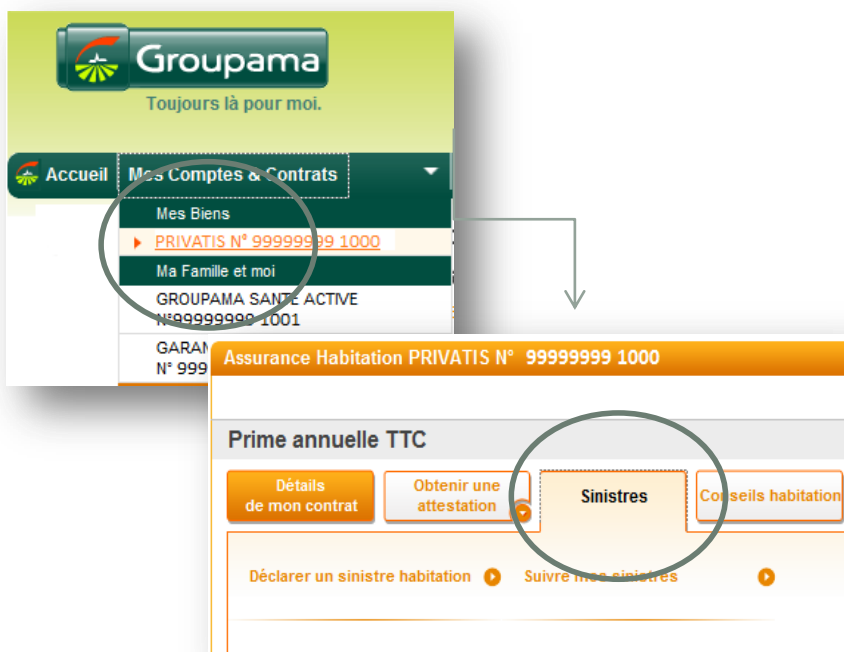 Groupama
Toujours là pour moi.
Accueil
Mes Comptes & Contrats
Mes Biens
PRIVATIS N° 99999999 1000
Ma Famille et moi
GROUPAMA SANTE ACTIVE
N°99999999 1001
GARAN
N° 999
Assurance Habitation PRIVATIS N° 99999999 1000
Prime annuelle TTC
Détails
de mon contrat
Obtenir une
attestation
Sinistres
Conseils habitation
Déclarer un sinistre habitation
Suivre mes sinistres